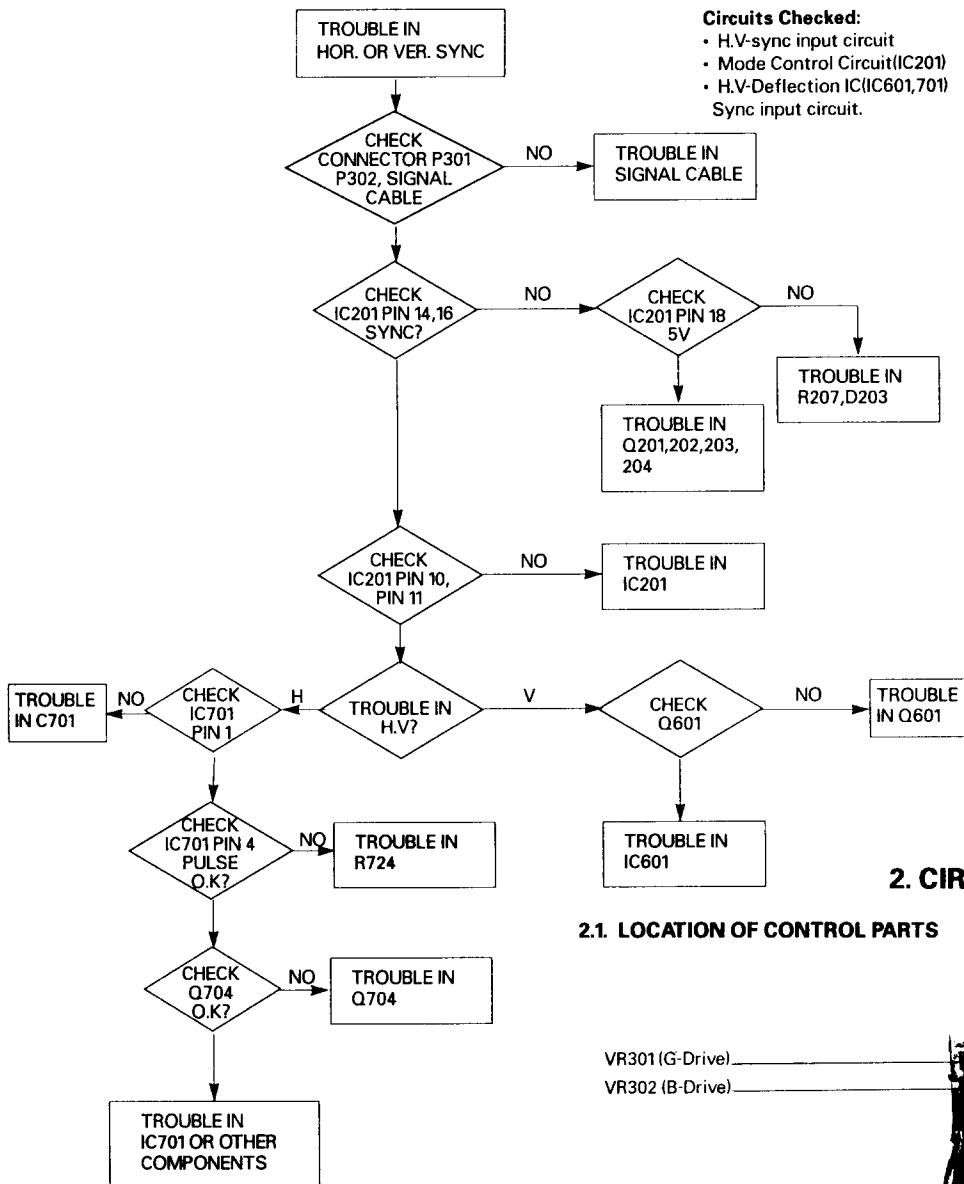 TROUBLE IN
HOR. OR VER. SYNC
Circuits Checked:
• H.V-sync input circuit
• Mode Control Circuit(IC201)
• H.V-Deflection IC(IC601,701)
Sync input circuit.
CHECK
CONNECTOR P301
P302, SIGNAL
CABLE
NO
TROUBLE IN
SIGNAL CABLE
CHECK
IC201 PIN 14,16
SYNC?
NO
CHECK
IC201 PIN 18
5V
NO
TROUBLE IN
R207,D203
TROUBLE IN
Q201,202,203,
204
CHECK
IC201 PIN 10,
PIN 11
NO
TROUBLE IN
IC201
TROUBLE
IN C701
NO
CHECK
IC701
PIN 1
H
TROUBLE IN
H.V?
V
CHECK
Q601
NO
TROUBLE
IN Q601
CHECK
IC701 PIN 4
PULSE
O.K?
NO
TROUBLE IN
R724
TROUBLE IN
IC601
2. CIR
2.1. LOCATION OF CONTROL PARTS
CHECK
Q704
O.K?
NO
TROUBLE IN
Q704
VR301 (G-Drive)
VR302 (B-Drive)
TROUBLE IN
IC701 OR OTHER
COMPONENTS